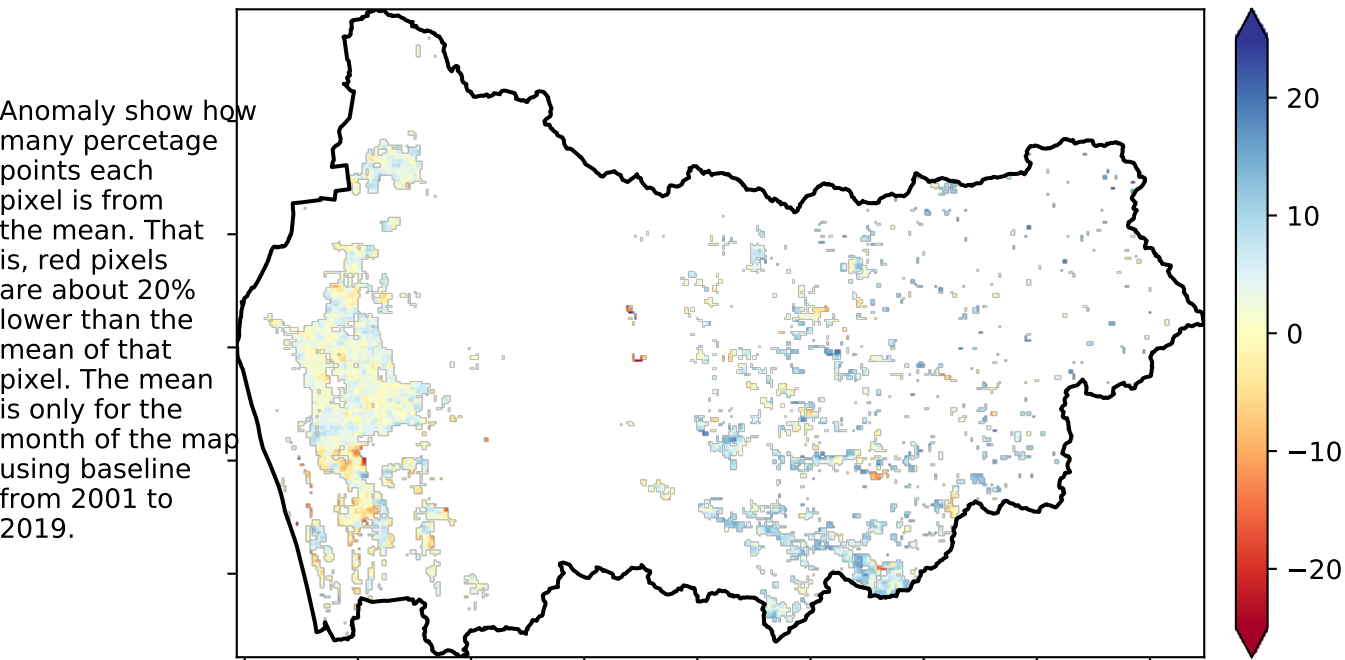 Anomaly show how
many percetage
points each
pixel is from
the mean. That
is, red pixels
are about 20%
lower than the
mean of that
pixel. The mean
is only for the
month of the map
using baseline
from 2001 to
2019.
20
10
0
−10
−20